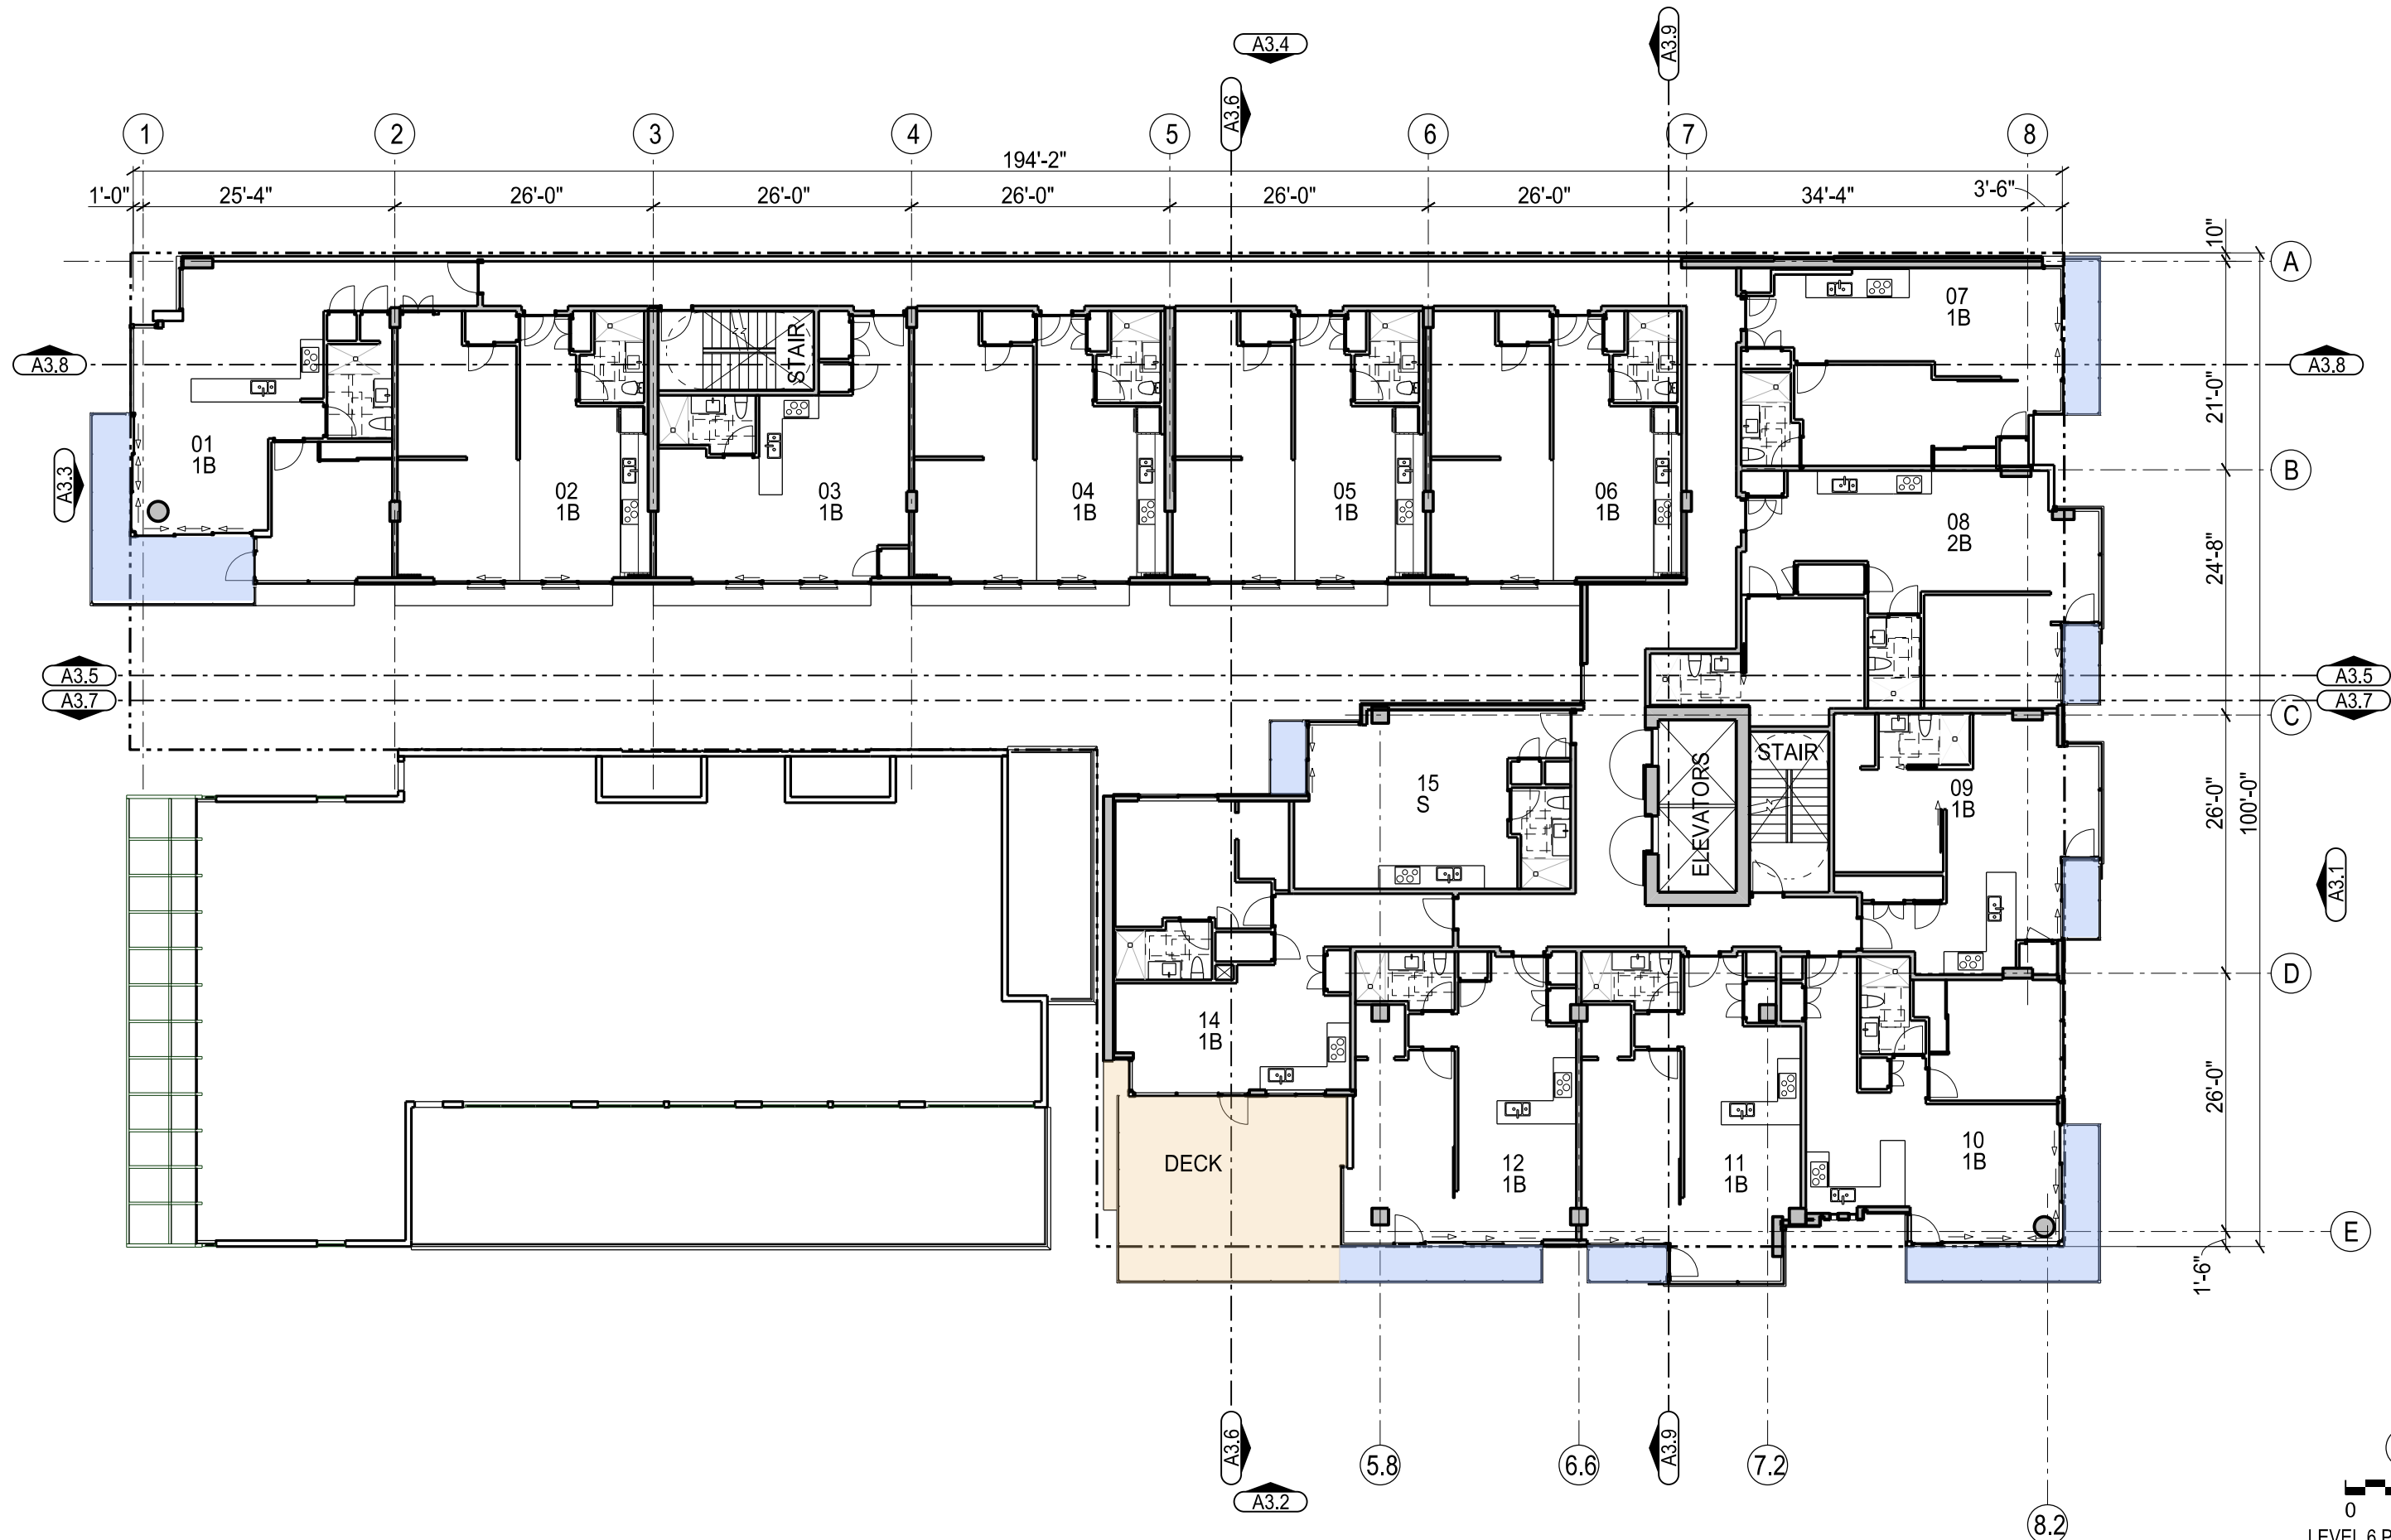 A3.4
A3.9
A3.6
1
2
3
4
5
6
7
8
194'-2"
1'-0"
25'-4"
26'-0"
26'-0"
26'-0"
26'-0"
26'-0"
34'-4"
3'-6"
10"
A
07
1B
STAIR
A3.8
A3.8
21'-0"
01
1B
B
A3.3
02
1B
03
1B
04
1B
05
1B
06
1B
08
2B
24'-8"
A3.5
A3.7
A3.5
A3.7
C
STAIR
15
S
ELEVATORS
09
1B
26'-0"
100'-0"
A3.1
D
14
1B
26'-0"
DECK
12
1B
11
1B
10
1B
E
1'-6"
A3.6
5.8
6.6
A3.9
7.2
A3.2
8.2
0
LEVEL 6 P